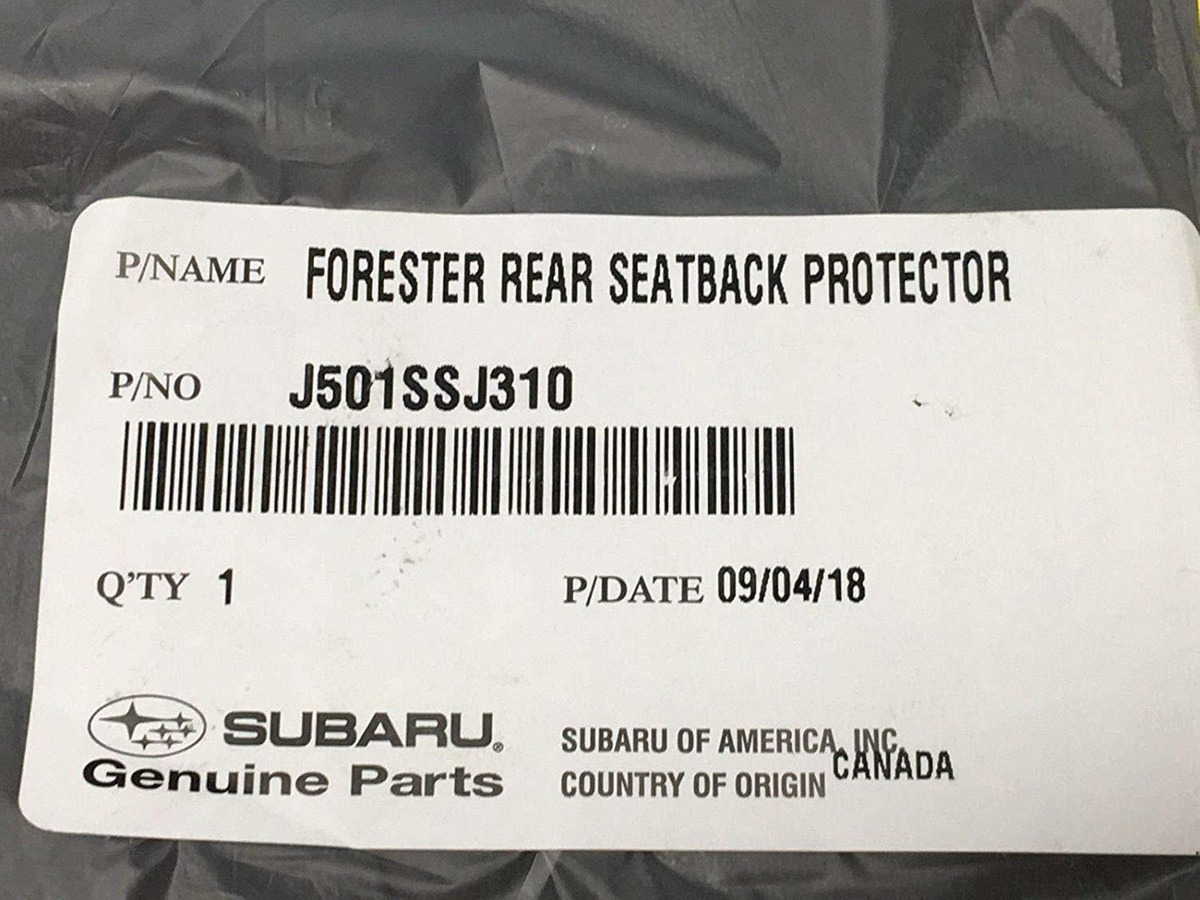 P/NAME FORESTER REAR SEATBACK PROTECTOR
P/NO J501SSJ310
Q'TY 1 P/DATE 09/04/18
SUBARU®
Genuine Parts
SUBARU OF AMERICA, INC.
COUNTRY OF ORIGIN CANADA